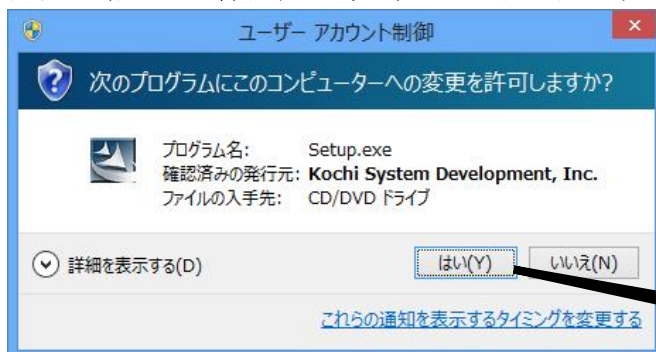 ユーザー アカウント制御
次のプログラムにこのコンピューターへの変更を許可しますか?
プログラム名: Setup.exe
確認済みの発行元: Kochi System Development, Inc.
ファイルの入手先: CD/DVD ドライブ
詳細を表示する(D) はい(Y) いいえ(N)
これらの通知を表示するタイミングを変更する